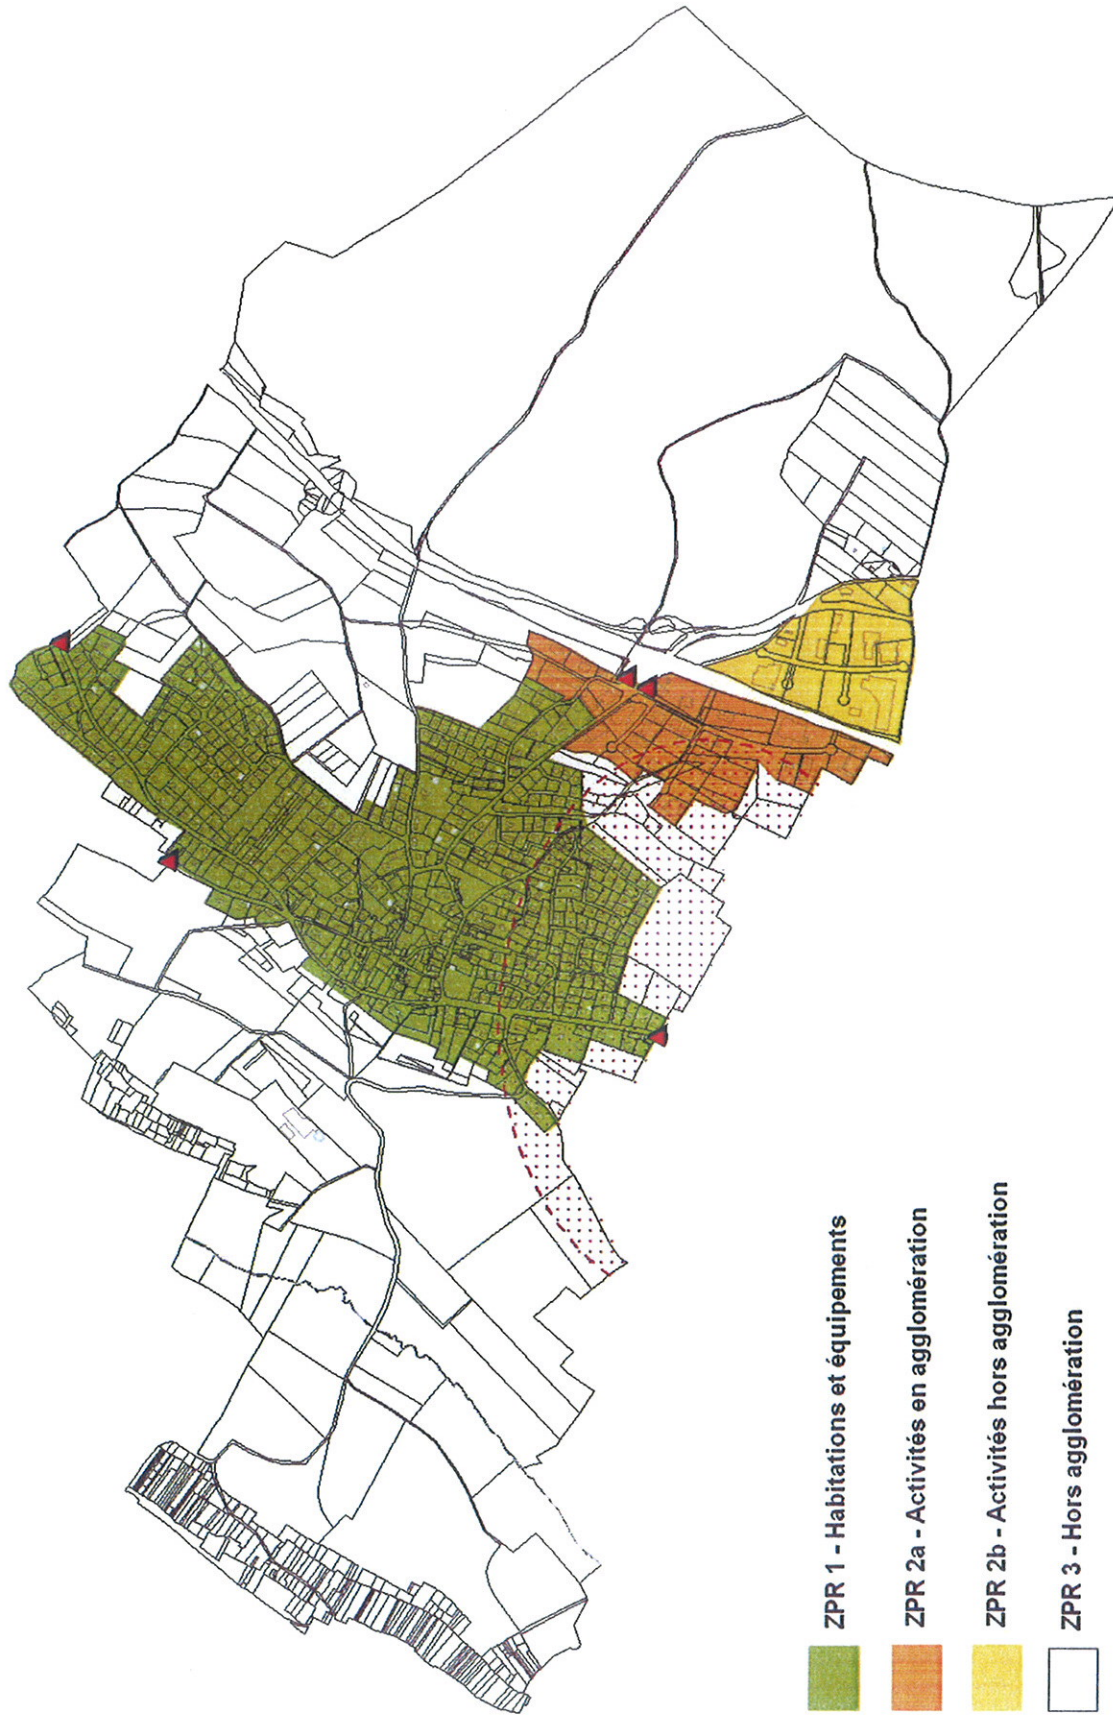 ZPR 1 - Habitations et équipements
ZPR 2a - Activités en agglomération
ZPR 2b - Activités hors agglomération
ZPR 3 - Hors agglomération